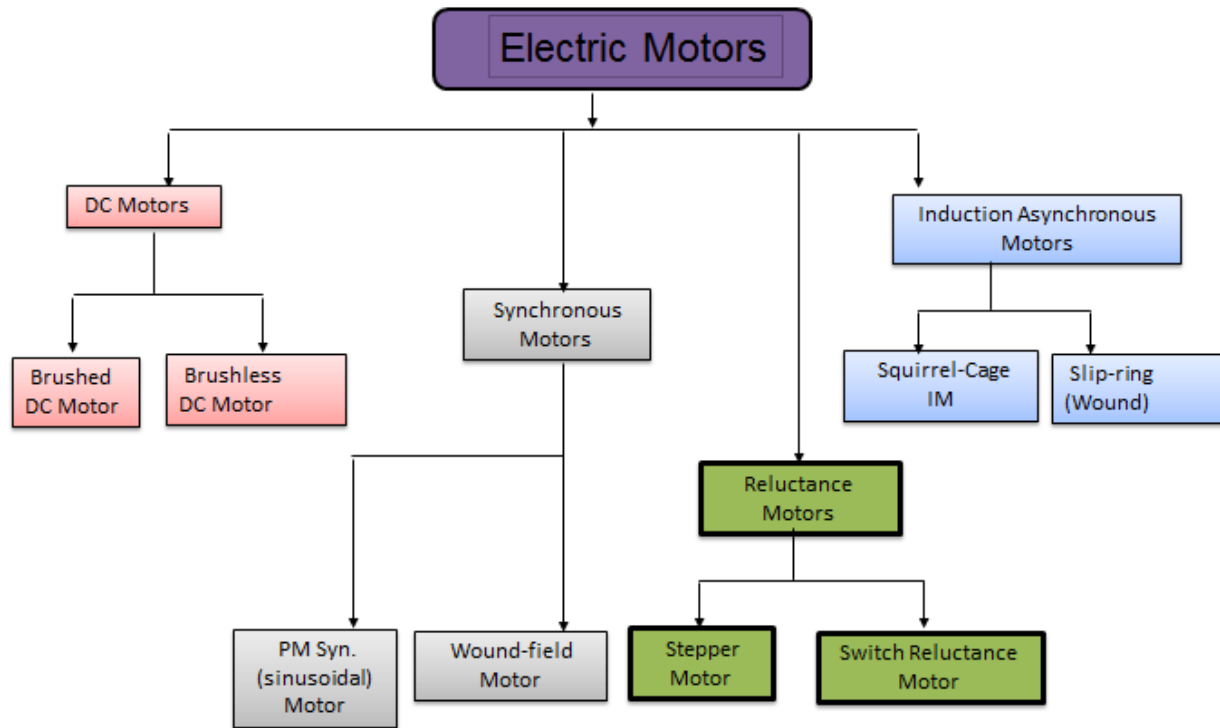 Electric Motors
DC Motors
Induction Asynchronous
Motors
Synchronous
Motors
Brushed
DC Motor
Brushless
DC Motor
Squirrel-Cage
IM
Slip-ring
(Wound)
Reluctance
Motors
PM Syn.
(sinusoidal)
Motor
Wound-field
Motor
Stepper
Motor
Switch Reluctance
Motor